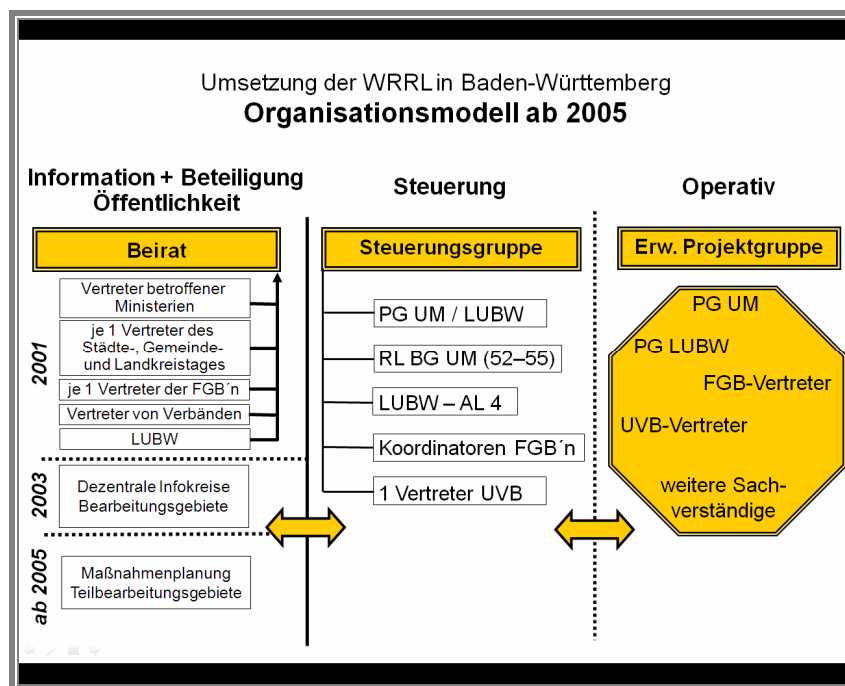 Umsetzung der WRRL in Baden-Württemberg
Organisationsmodell ab 2005
Information + Beteiligung
Öffentlichkeit
Steuerung
Operativ
Beirat
Steuerungsgruppe
Erw. Projektgruppe
2001
Vertreter betroffener
Ministerien
je 1 Vertreter des
Städte-, Gemeinde-
und Landkreistages
je 1 Vertreter der FGB´n
Vertreter von Verbänden
LUBW
2003
Dezentrale Infokreise
Bearbeitungsgebiete
ab 2005
Maßnahmenplanung
Teilbearbeitungsgebiete
PG UM / LUBW
RL BG UM (52–55)
LUBW – AL 4
Koordinatoren FGB´n
1 Vertreter UVB
PG UM
PG LUBW
FGB-Vertreter
UVB-Vertreter
weitere Sach-
verständige